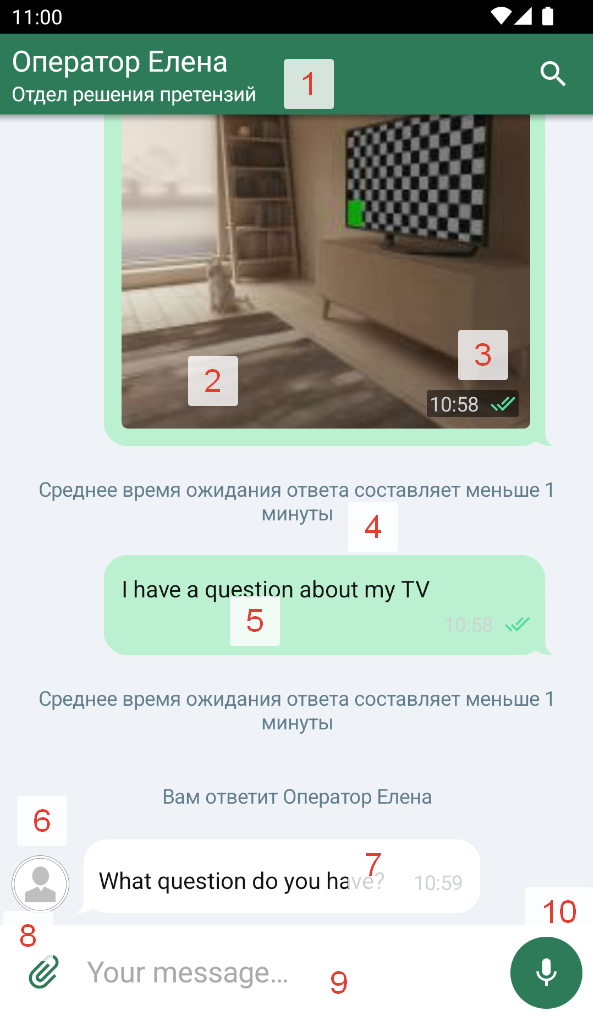 11:00
Оператор Елена
Отдел решения претензий
1
2
3
10:58
Среднее время ожидания ответа составляет меньше 1
минуты
4
I have a question about my TV
5
10:58
Среднее время ожидания ответа составляет меньше 1
минуты
Вам ответит Оператор Елена
6
7
What question do you have?
10:59
8
10
Your message...
9